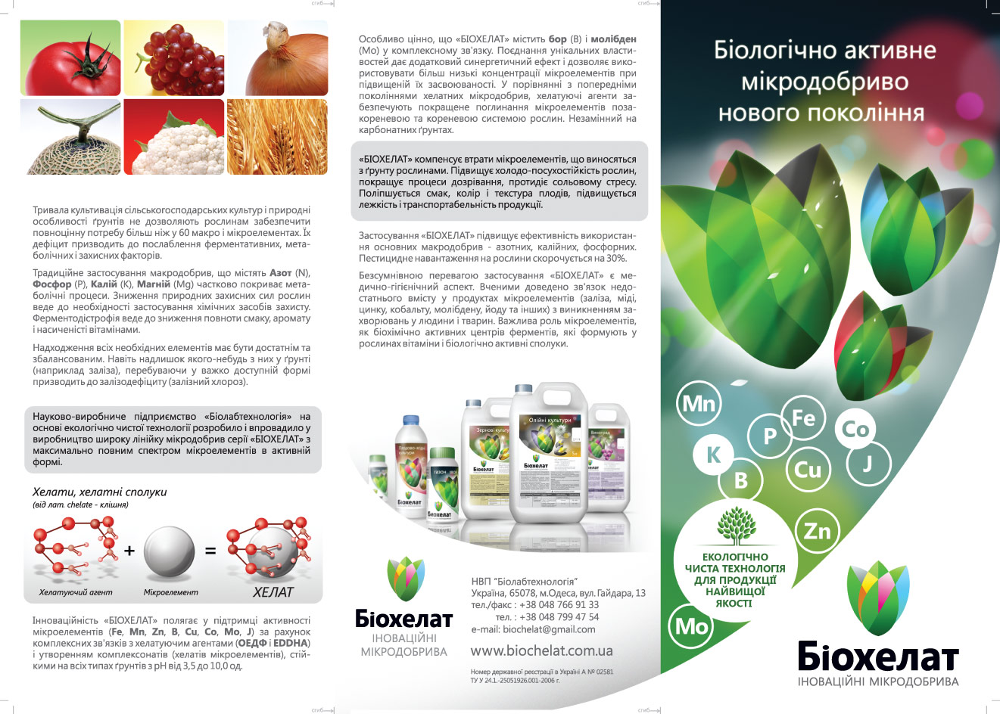 сгиб
сгиб
Тривала культивація сільськогосподарських культур і природні
особливості ґрунтів не дозволяють рослинам забезпечити
повноцінну потребу більш ніж у 60 макро і мікроелементах. Їх
дефіцит призводить до послаблення ферментативних, мета-
болічних і захисних факторів.
Традиційне застосування макродобрив, що містять Азот (N),
Фосфор (P), Калій (K), Магній (Mg) частково покриває мета-
болічні процеси. Зниження природних захисних сил рослин
веде до необхідності застосування хімічних засобів захисту.
Ферментодістрофія веде до зниження повноти смаку, аромату
і насиченісті вітамінами.
Надходження всіх необхідних елементів має бути достатнім та
збалансованим. Навіть надлишок якого-небудь з них у ґрунті
(наприклад заліза), перебуваючи у важко доступній формі
призводить до залізодефіциту (залізний хлороз).
Науково-виробниче підприємство «Біолабтехнологія» на
основі екологічно чистої технології розробило і впровадило у
виробництво широку лінійку мікродобрив серії «БІОХЕЛАТ» з
максимально повним спектром мікроелементів в активній
формі.
Хелати, хелатні сполуки
(від лат. chelate - клішня)
+
=
Хелатуючий агент
Мікроелемент
ХЕЛАТ
Інноваційність «БІОХЕЛАТ» полягає у підтримці активності
мікроелементів (Fe, Mn, Zn, B, Cu, Co, Mo, J) за рахунок
комплексних зв'язків з хелатуючим агентами (ОЕДФ і EDDHA)
і утворенням комплексонатів (хелатів мікроелементів), стій-
кими на всіх типах ґрунтів з pH від 3,5 до 10,0 од.
Особливо цінно, що «БІОХЕЛАТ» містить бор (B) і молібден
(Mo) у комплексному зв'язку. Поєднання унікальних власти-
востей дає додатковий синергетичний ефект і дозволяє вико-
ристовувати більш низькі концентрації мікроелементів при
підвищеній їх засвоюваності. У порівнянні з попередніми
поколіннями хелатних мікродобрив, хелатуючі агенти за-
безпечують покращене поглинання мікроелементів поза-
кореневою та кореневою системою рослин. Незамінний на
карбонатних ґрунтах.
«БІОХЕЛАТ» компенсує втрати мікроелементів, що виносяться
з ґрунту рослинами. Підвищує холодо-посухостійкість рослин,
покращує процеси дозрівання, протидіє сольовому стресу.
Поліпшується смак, колір і текстура плодів, підвищується
лежкість і транспортабельність продукції.
Застосування «БІОХЕЛАТ» підвищує ефективність використан-
ня основних макродобрив - азотних, калійних, фосфорних.
Пестицидне навантаження на рослини скорочується на 30%.
Безсумнівною перевагою застосування «БІОХЕЛАТ» є ме-
дично-гігієнічний аспект. Вченими доведено зв'язок недо-
статнього вмісту у продуктах мікроелементів (заліза, міді,
цинку, кобальту, молібдену, йоду та інших) з виникненням за-
хворювань у людини і тварин. Важлива роль мікроелементів,
як біохімічно активних центрів ферментів, які формують у
рослинах вітаміни і біологічно активні сполуки.
Плодово-ягідні
культури
Біохелат
газон
Біохелат
Зернові культури
Біохелат
Олійні культури
Біохелат
5 л
Виноград
Біохелат
Біохелат
ІНОВАЦІЙНІ
МІКРОДОБРИВА
НВП “Біолабтехнологія”
Україна, 65078, м.Одеса, вул. Гайдара, 13
тел./факс : +38 048 766 91 33
тел. : +38 048 799 47 54
e-mail: biochelat@gmail.com
www.biochelat.com.ua
Номер державної реєстрації в Україні А № 02581
ТУ У 24.1.-25051926.001-2006 г.
Біологічно активне
мікродобриво
нового покоління
Mn
Fe
P
Co
K
J
Cu
B
Zn
ЕКОЛОГІЧНО
ЧИСТА ТЕХНОЛОГІЯ
ДЛЯ ПРОДУКЦІЇ
НАЙВИЩОЇ
ЯКОСТІ
Mo
Біохелат
ІНОВАЦІЙНІ МІКРОДОБРИВА
сгиб
сгиб